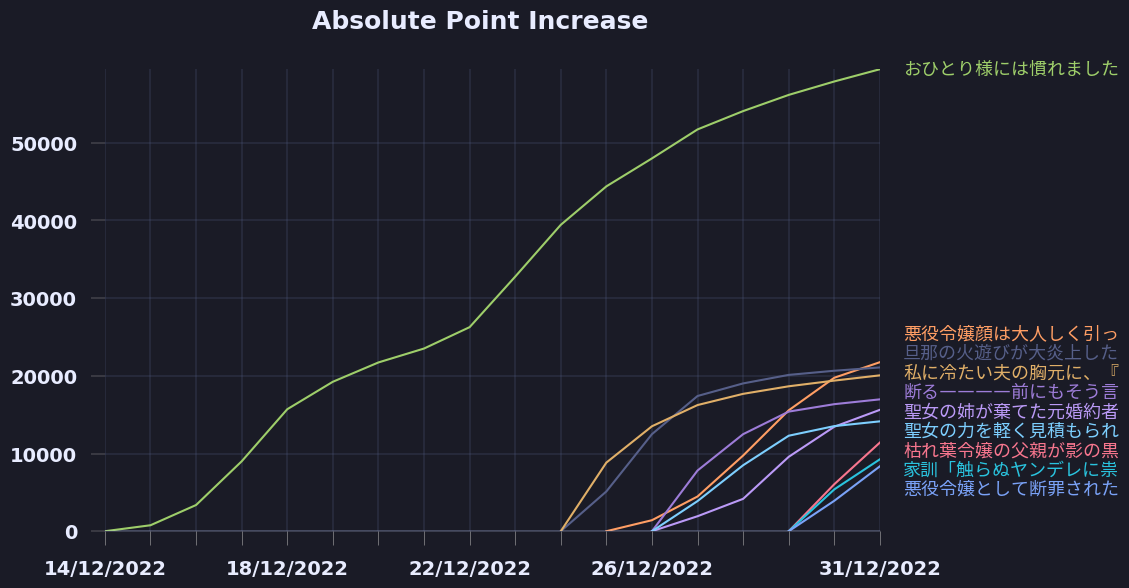 Absolute Point Increase
おひとり様には慣れました
50000
40000
30000
20000
10000
0
悪役令嬢顔は大人しく引っ
旦那の火遊びが大炎上した
私に冷たい夫の胸元に、『
断る————前にもそう言
聖女の姉が棄てた元婚約者
聖女の力を軽く見積もられ
枯れ葉令嬢の父親が影の黒
家訓「触らぬヤンデレに祟
悪役令嬢として断罪された
14/12/2022
18/12/2022
22/12/2022
26/12/2022
31/12/2022